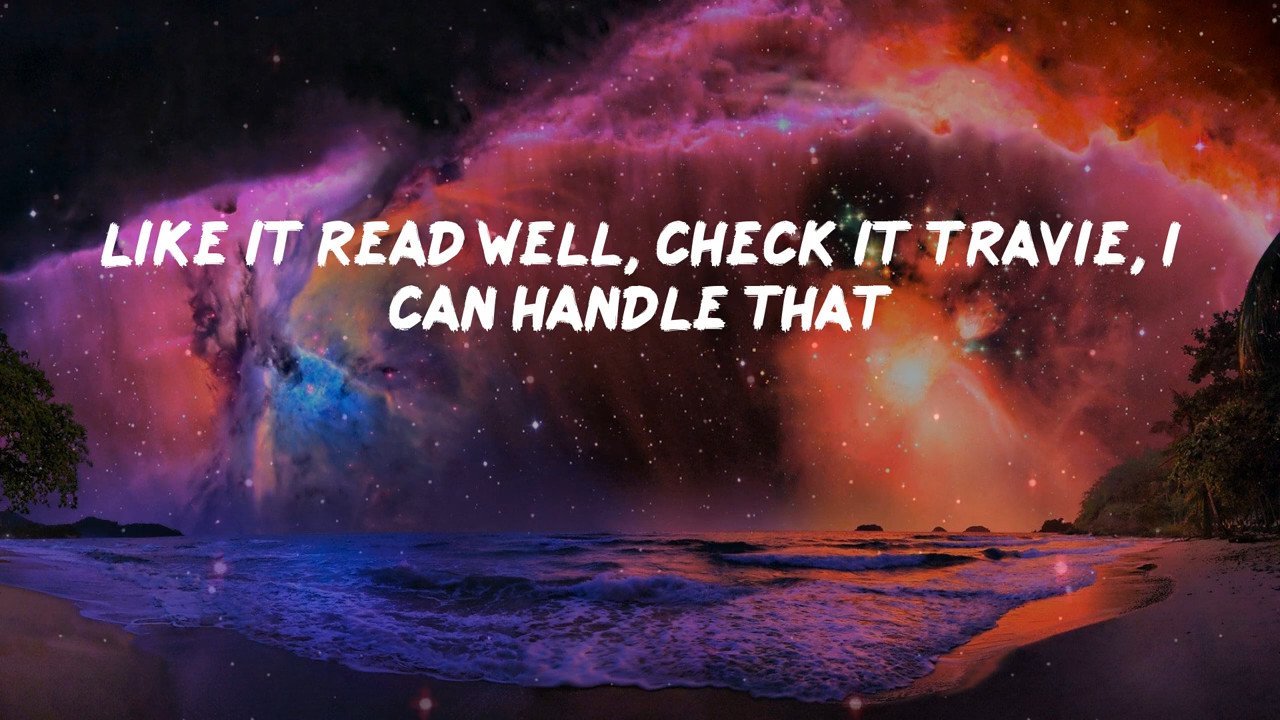 LIKE IT READ WELL, CHECK IT TRAVIE, I
CAN HANDLE THAT